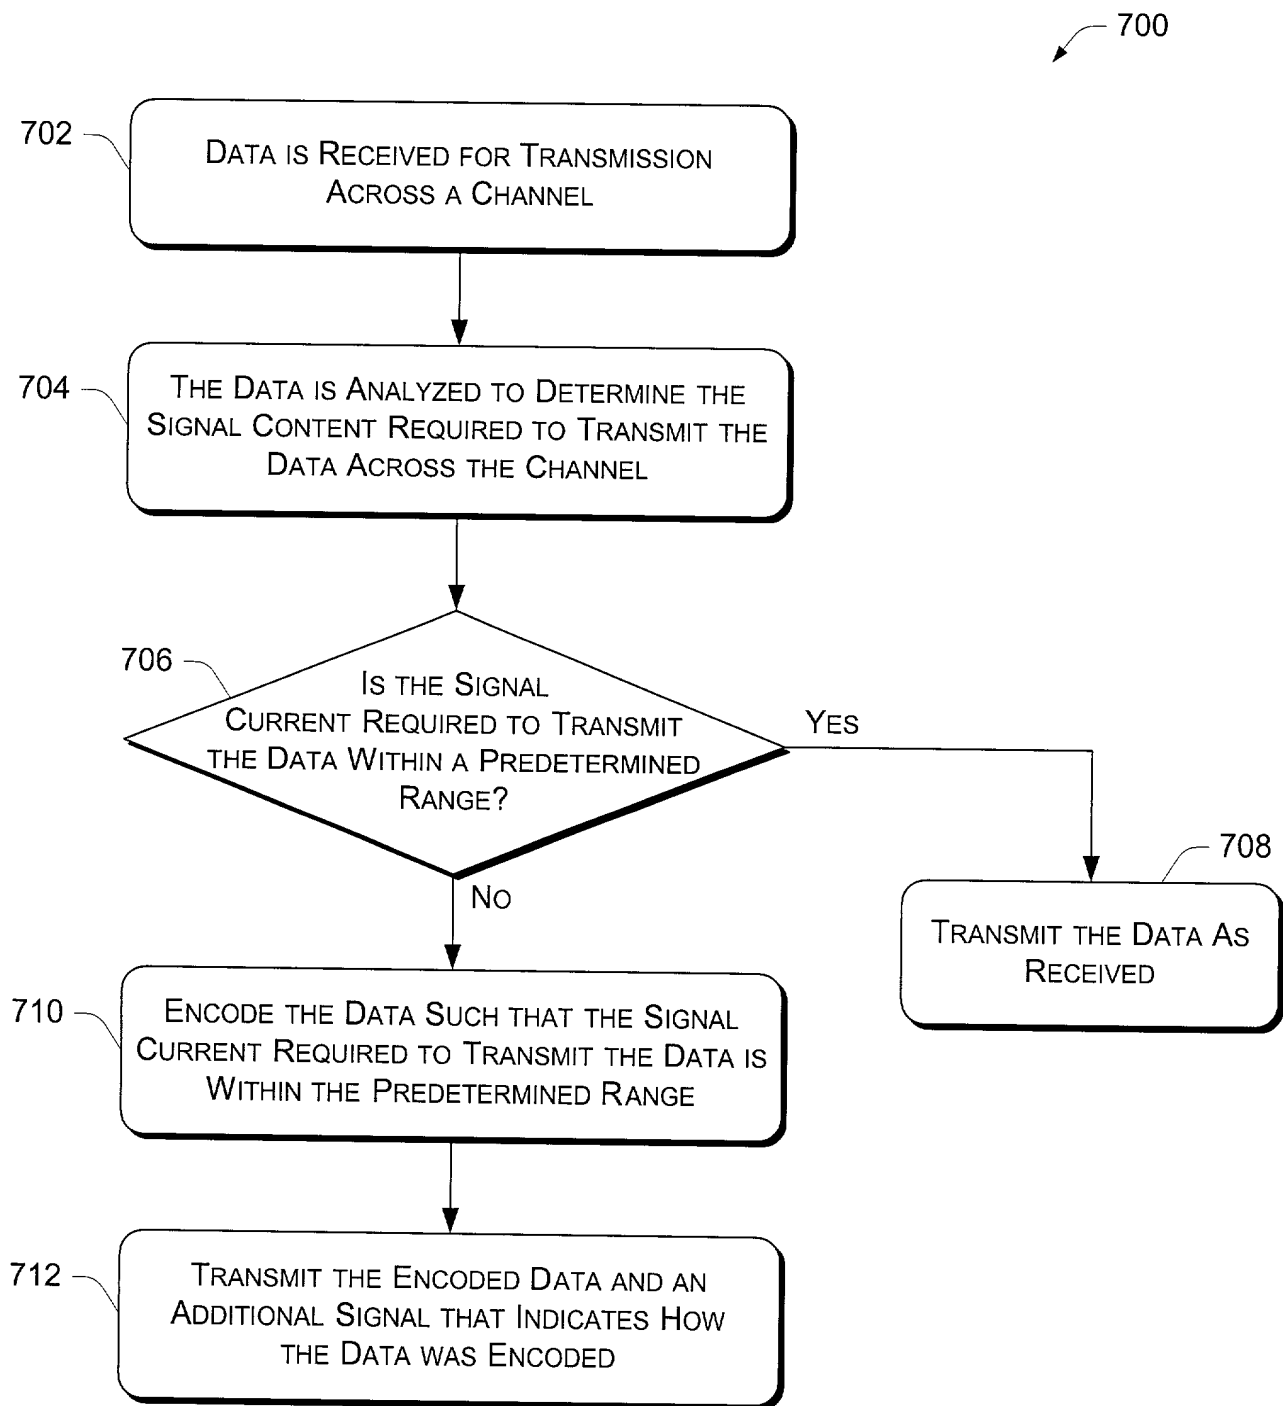 700
702
DATA IS RECEIVED FOR TRANSMISSION
ACROSS A CHANNEL
704
THE DATA IS ANALYZED TO DETERMINE THE
SIGNAL CONTENT REQUIRED TO TRANSMIT THE
DATA ACROSS THE CHANNEL
706
IS THE SIGNAL
CURRENT REQUIRED TO TRANSMIT
THE DATA WITHIN A PREDETERMINED
RANGE?
YES
708
TRANSMIT THE DATA AS
RECEIVED
NO
710
ENCODE THE DATA SUCH THAT THE SIGNAL
CURRENT REQUIRED TO TRANSMIT THE DATA IS
WITHIN THE PREDETERMINED RANGE
712
TRANSMIT THE ENCODED DATA AND AN
ADDITIONAL SIGNAL THAT INDICATES HOW
THE DATA WAS ENCODED